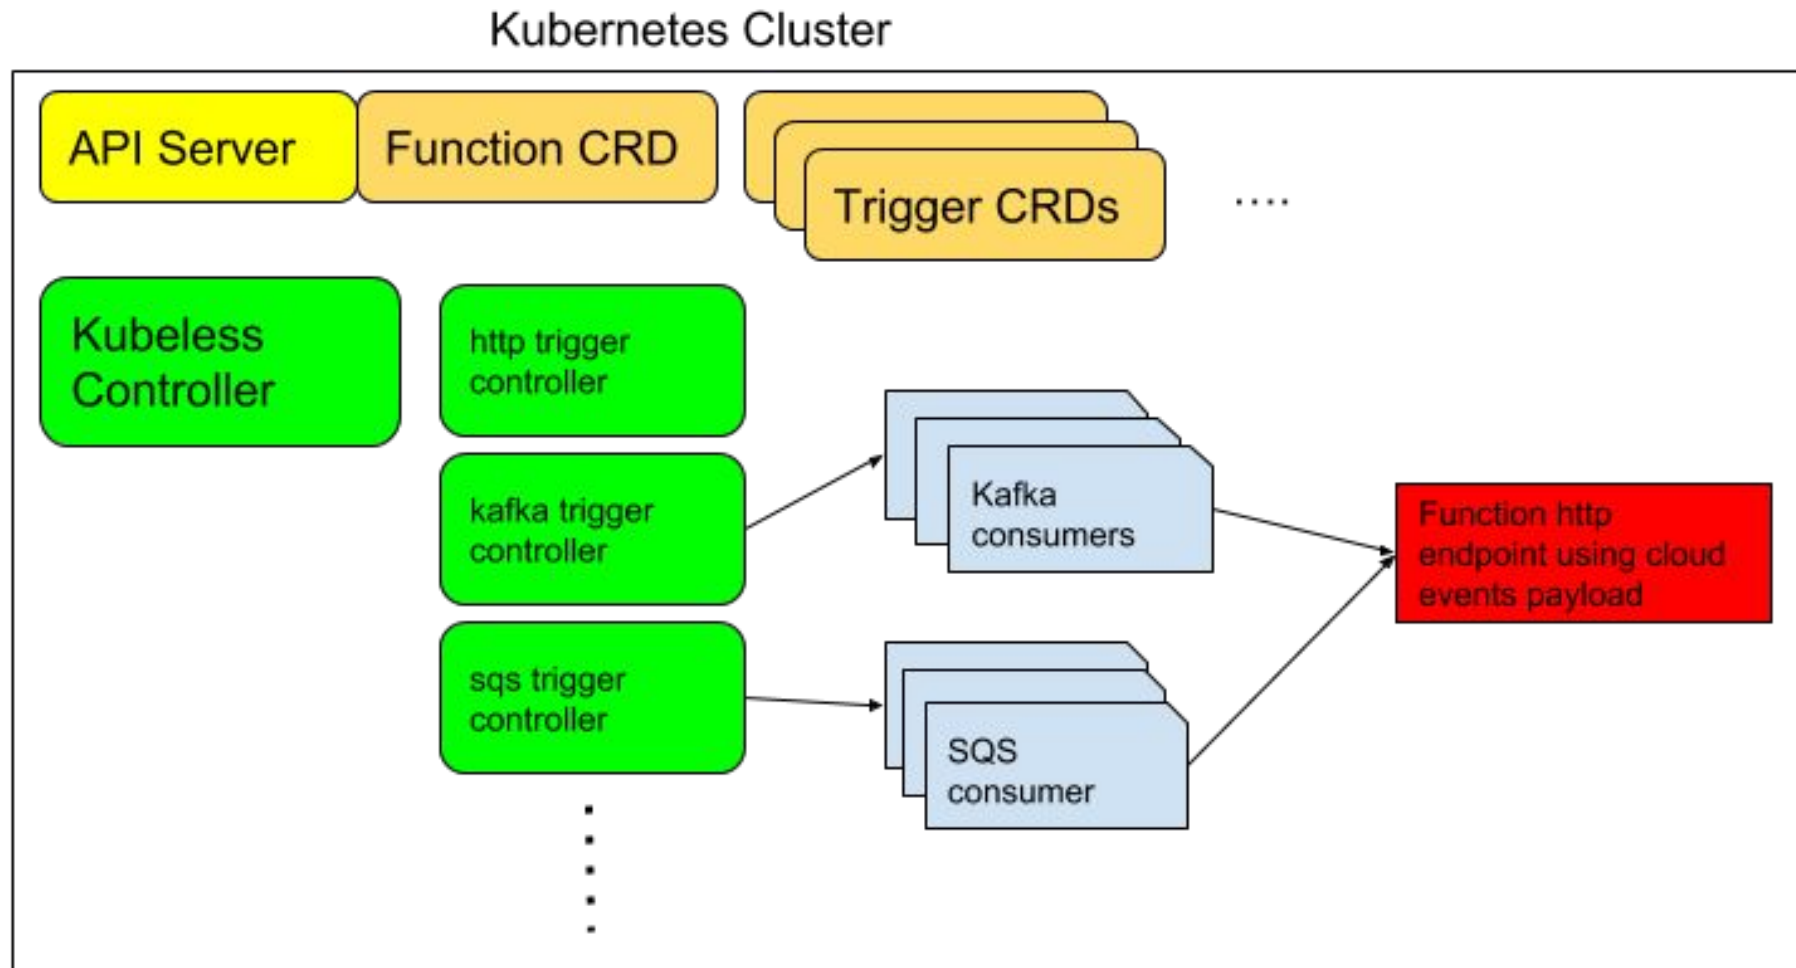 Kubernetes Cluster
API Server
Function CRD
Trigger CRDs
....
Kubeless
Controller
http trigger
controller
kafka trigger
controller
sqs trigger
controller
Kafka
consumers
SQS
consumer
Function http
endpoint using cloud
events payload